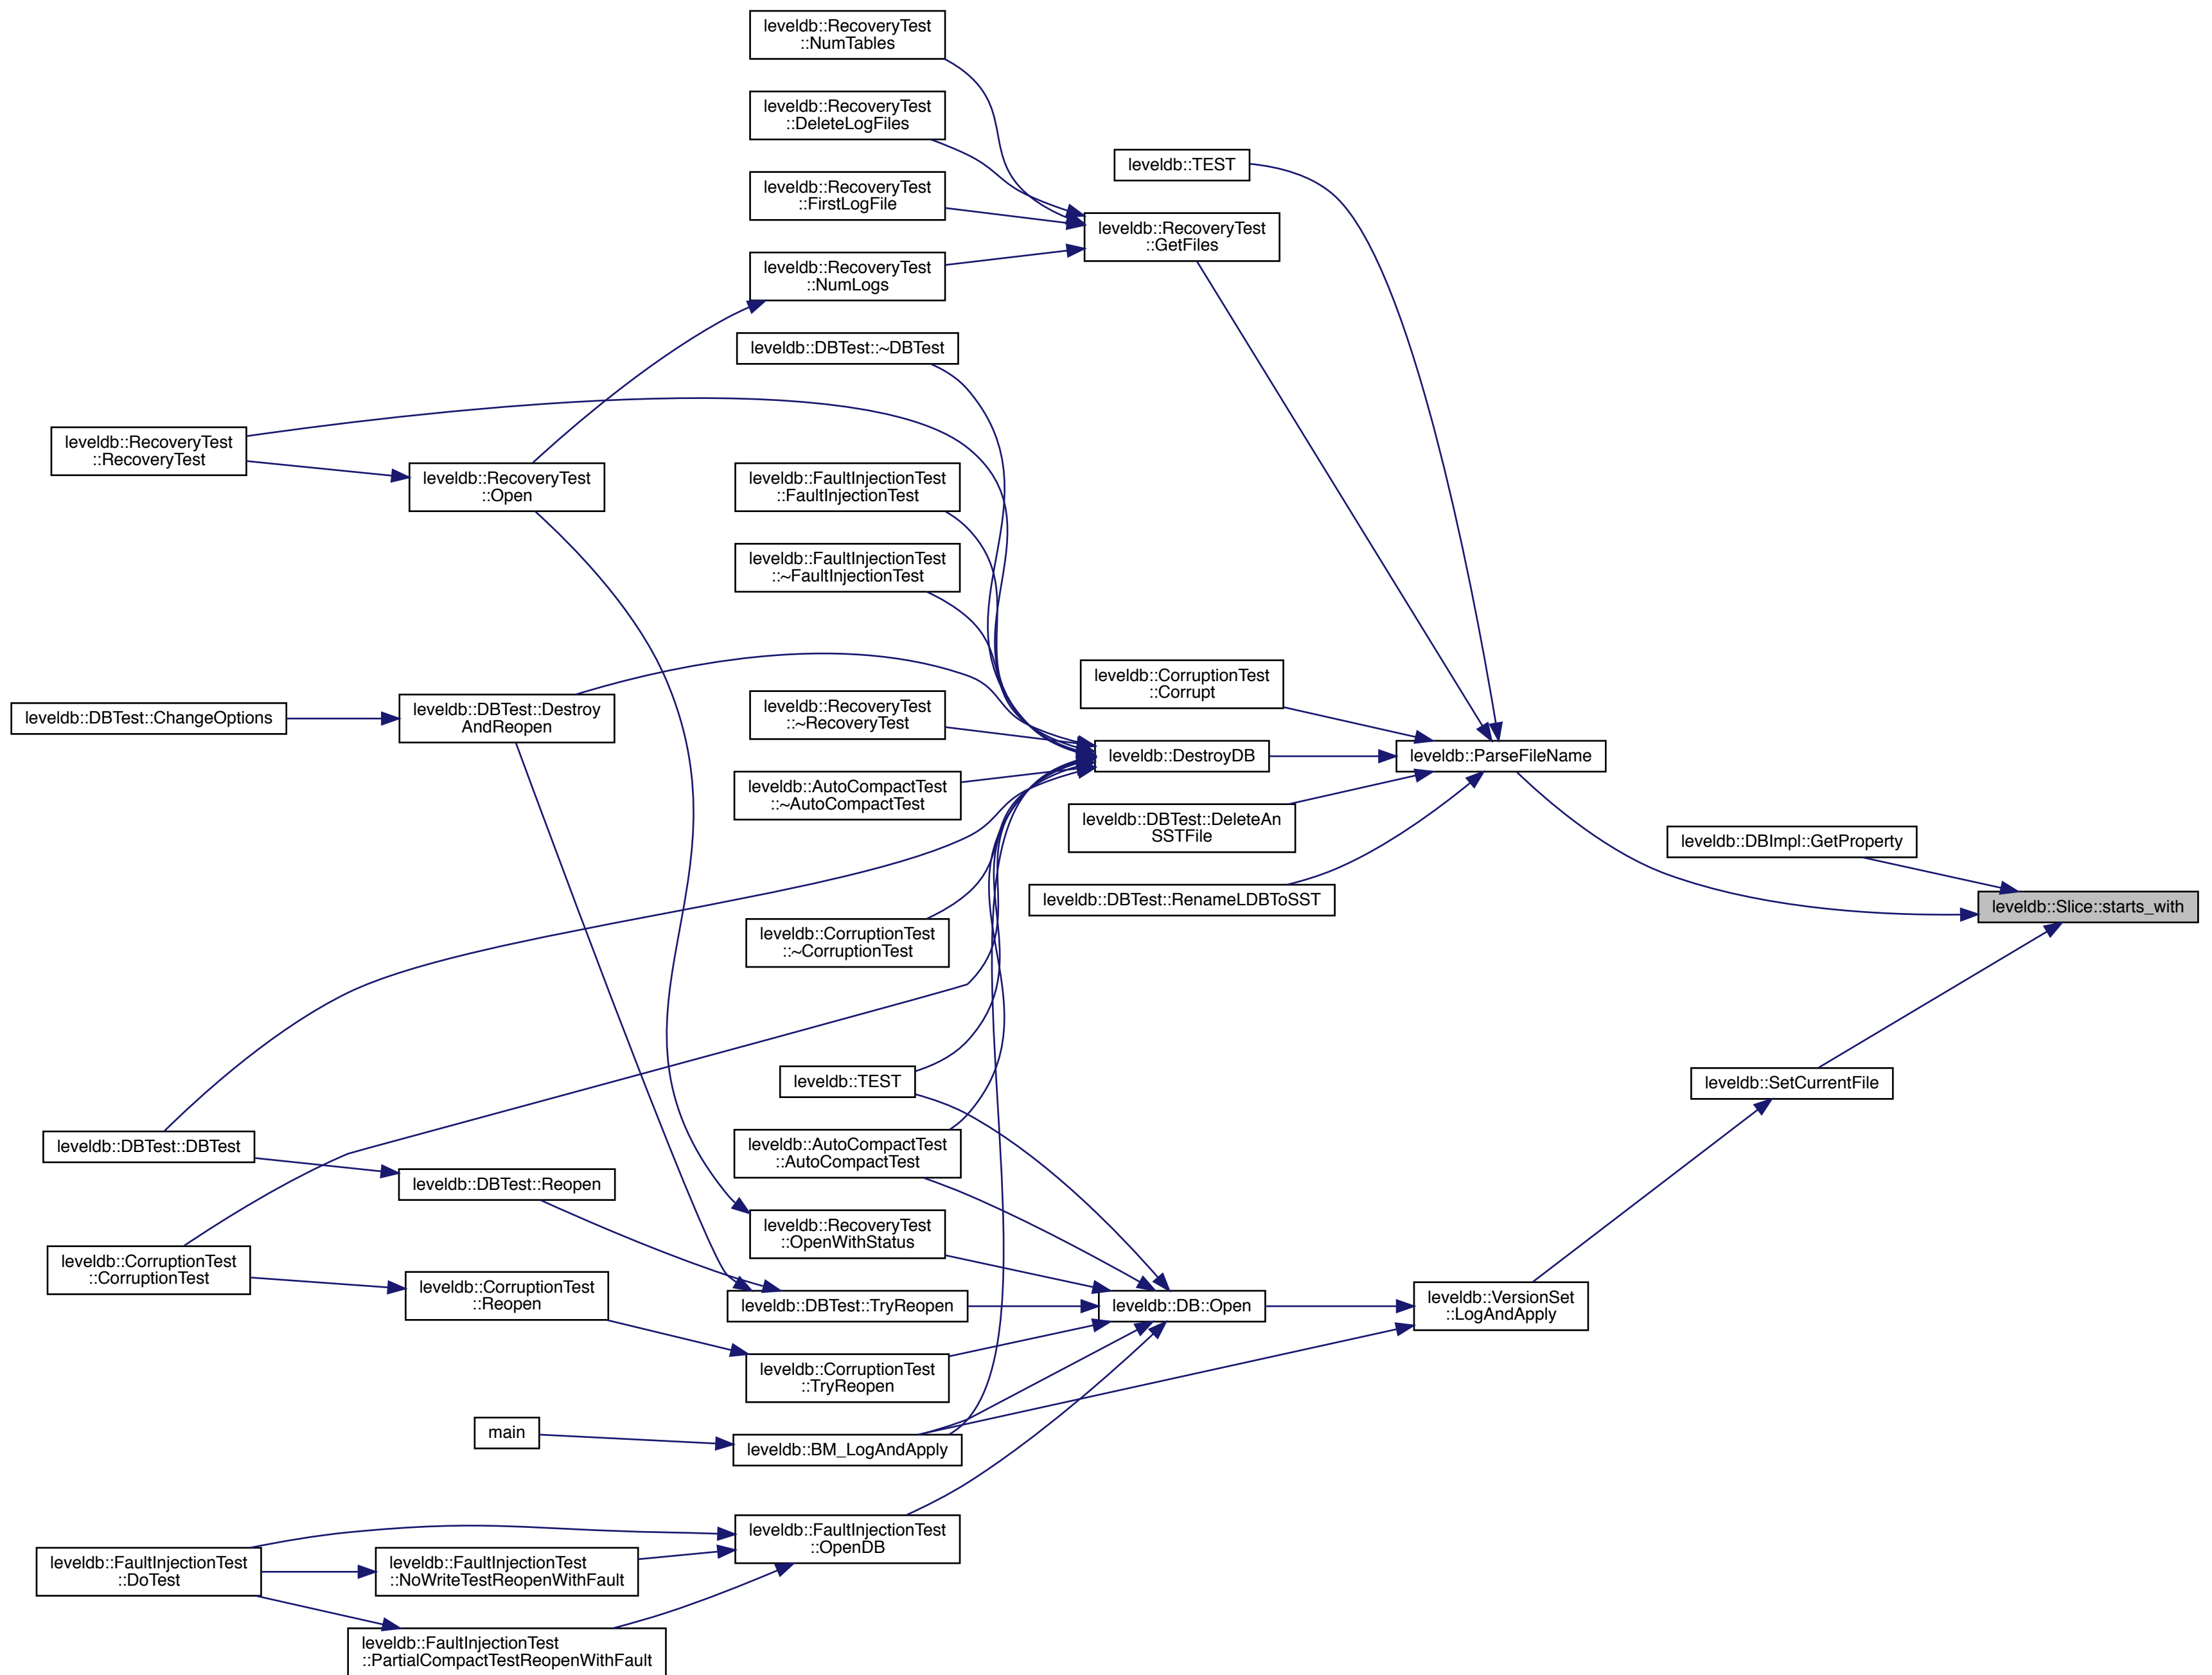 leveldb::RecoveryTest
::NumTables
leveldb::RecoveryTest
::DeleteLogFiles
leveldb::TEST
leveldb::RecoveryTest
::FirstLogFile
leveldb::RecoveryTest
::GetFiles
leveldb::RecoveryTest
::NumLogs
leveldb::DBTest::~DBTest
leveldb::RecoveryTest
::RecoveryTest
leveldb::RecoveryTest
::Open
leveldb::FaultInjectionTest
::FaultInjectionTest
leveldb::FaultInjectionTest
::~FaultInjectionTest
leveldb::CorruptionTest
::Corrupt
leveldb::DBTest::ChangeOptions
leveldb::DBTest::Destroy
AndReopen
leveldb::RecoveryTest
::~RecoveryTest
leveldb::DestroyDB
leveldb::ParseFileName
leveldb::AutoCompactTest
::~AutoCompactTest
leveldb::DBTest::DeleteAn
SSTFile
leveldb::DBImpl::GetProperty
leveldb::DBTest::RenameLDBToSST
leveldb::Slice::starts_with
leveldb::CorruptionTest
::~CorruptionTest
leveldb::TEST
leveldb::SetCurrentFile
leveldb::DBTest::DBTest
leveldb::AutoCompactTest
::AutoCompactTest
leveldb::DBTest::Reopen
leveldb::RecoveryTest
::OpenWithStatus
leveldb::CorruptionTest
::CorruptionTest
leveldb::CorruptionTest
::Reopen
leveldb::DBTest::TryReopen
leveldb::DB::Open
leveldb::VersionSet
::LogAndApply
leveldb::CorruptionTest
::TryReopen
main
leveldb::BM_LogAndApply
leveldb::FaultInjectionTest
::OpenDB
leveldb::FaultInjectionTest
::DoTest
leveldb::FaultInjectionTest
::NoWriteTestReopenWithFault
leveldb::FaultInjectionTest
::PartialCompactTestReopenWithFault